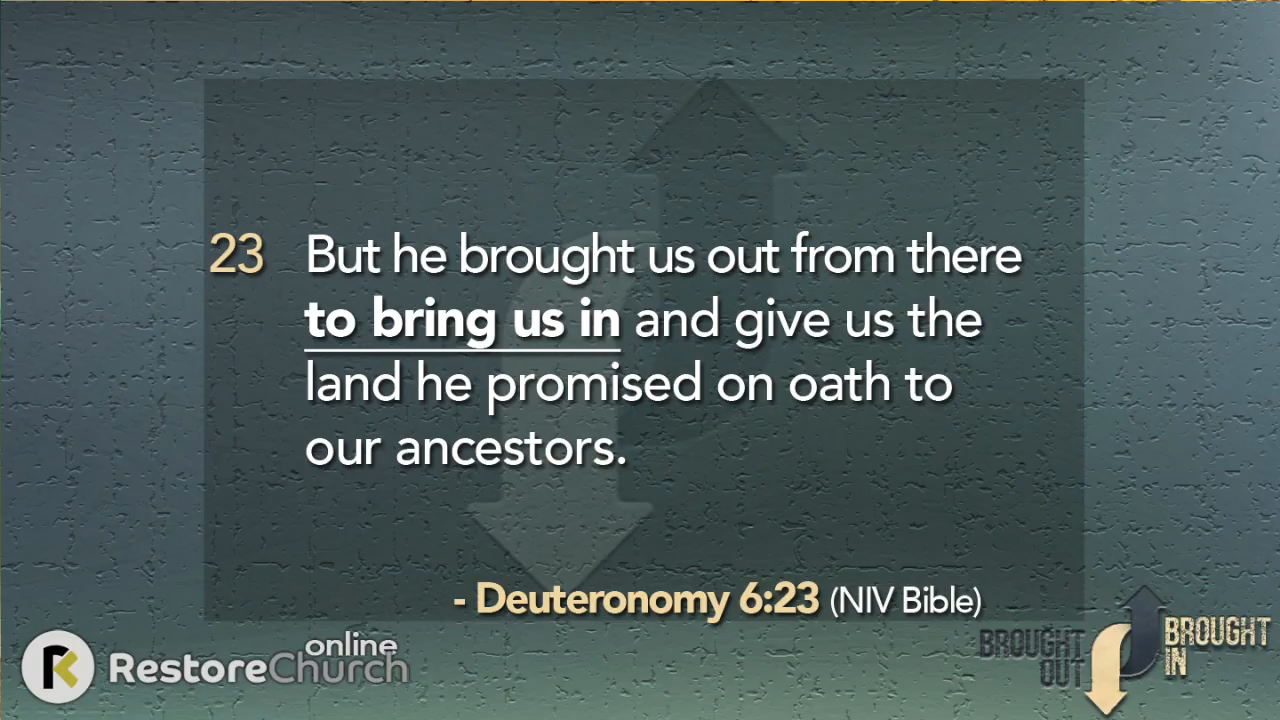 23 But he brought us out from there
to bring us in and give us the
land he promised on oath to
our ancestors.
- Deuteronomy 6:23 (NIV Bible)
online
RestoreChurch
BROUGHT
OUT
BROUGHT
IN